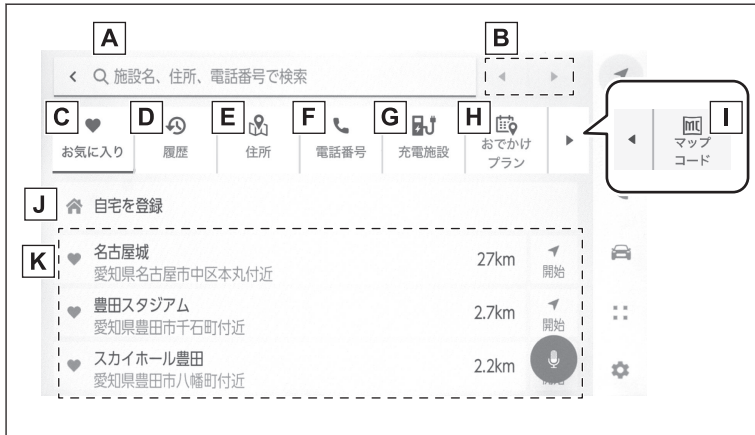 A
B
施設名、住所、電話番号で検索
C
D
E
F
G
H
I
お気に入り
履歴
住所
電話番号
充電施設
おでかけ
プラン
MC
マップ
コード
J
自宅を登録
K
名古屋城
愛知県名古屋市中区本丸付近
27km
開始
豊田スタジアム
愛知県豊田市千石町付近
2.7km
開始
スカイホール豊田
愛知県豊田市八幡町付近
2.2km